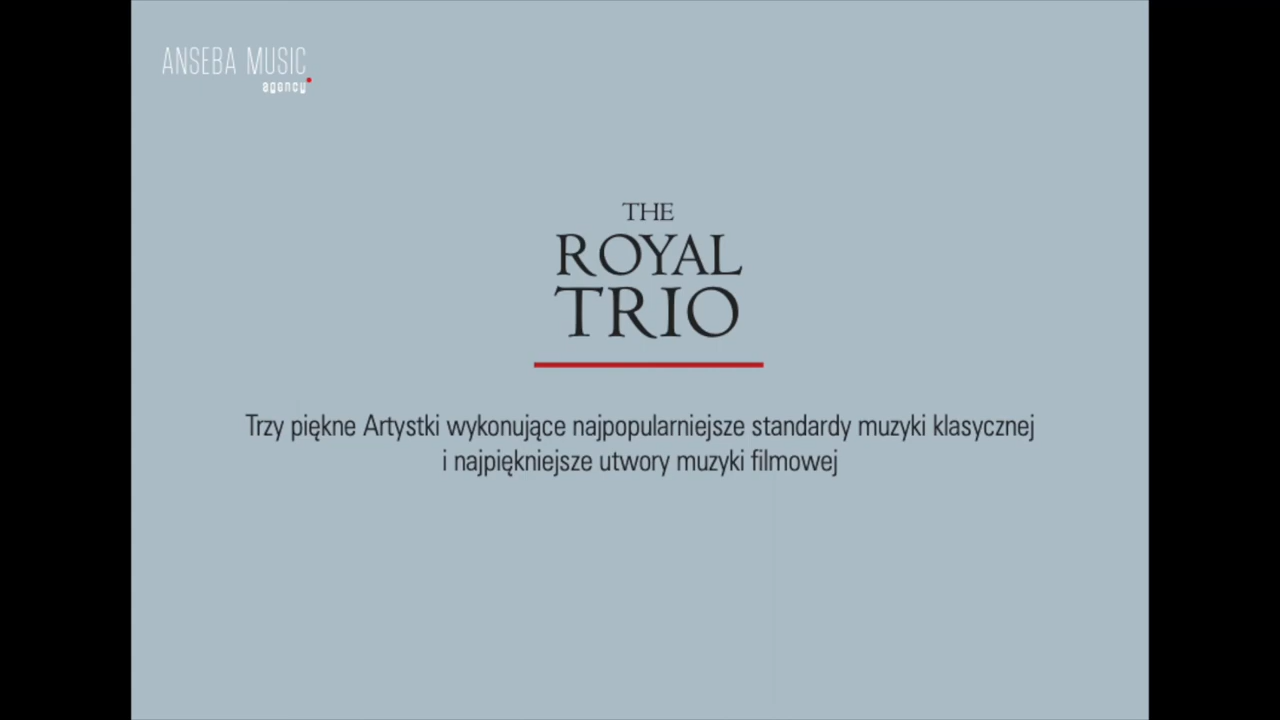 ANSEBA MUSIC
agency
THE
ROYAL
TRIO
Trzy piękne Artystki wykonujące najpopularniejsze standardy muzyki klasycznej
i najpiękniejsze utwory muzyki filmowej